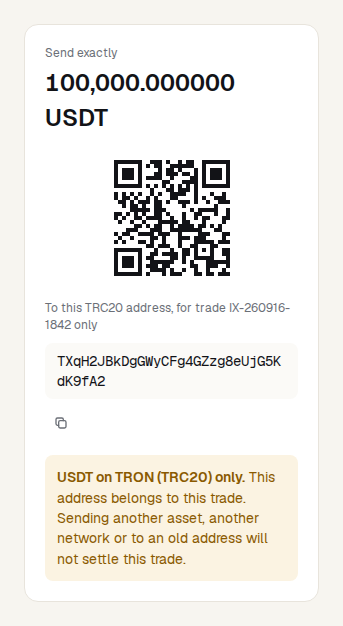 Send exactly
100,000.000000
USDT
To this TRC20 address, for trade IX-260916-
1842 only
TXqH2JBkDgGWyCFg4GZzg8eUjG5K
dK9fA2
USDT on TRON (TRC20) only. This
address belongs to this trade.
Sending another asset, another
network or to an old address will
not settle this trade.